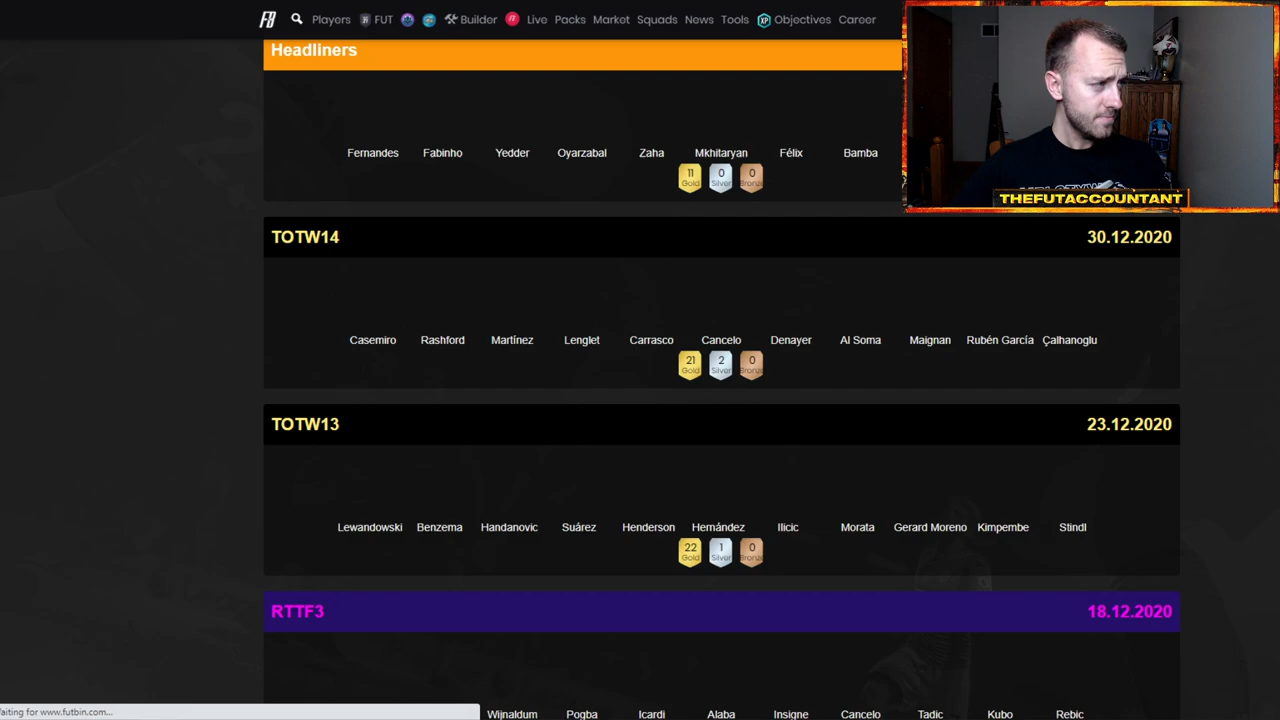 Players FUT Builder Live Packs Market Squads News Tools XP Objectives Career
Headliners
Fernandes Fabinho Yedder Oyarzabal Zaha Mkhitaryan Félix Bamba
11 0 0
Gold Silver Bronze
THEFUTACCOUNTANT
TOTW14 30.12.2020
Casemiro Rashford Martínez Lenglet Carrasco Cancelo Denayer Al Soma Maignan Rubén García Çalhanoglu
21 2 0
Gold Silver Bronze
TOTW13 23.12.2020
Lewandowski Benzema Handanovic Suárez Henderson Hernández Ilicic Morata Gerard Moreno Kimpembe Stindl
22 1 0
Gold Silver Bronze
RTTF3 18.12.2020
Wijnaldum Pogba Icardi Alaba Insigne Cancelo Tadic Kubo Rebic
aiting for www.futbin.com...